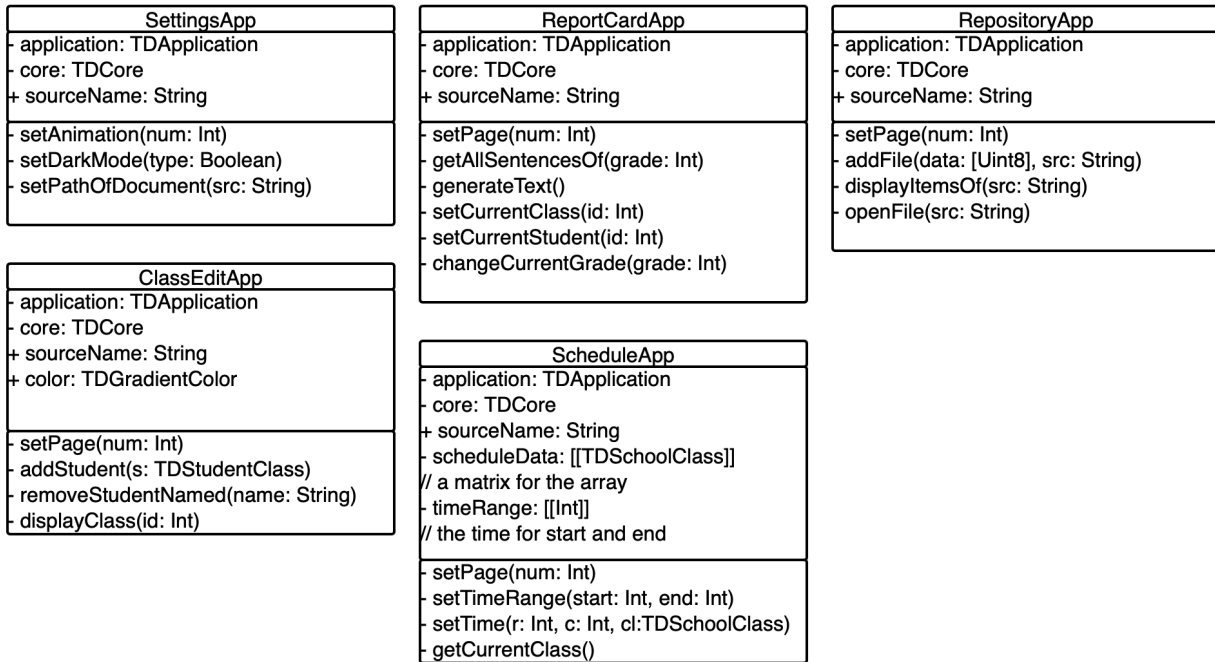 SettingsApp
- application: TDApplication
- core: TDCore
+ sourceName: String
- setAnimation(num: Int)
- setDarkMode(type: Boolean)
- setPathOfDocument(src: String)
ClassEditApp
- application: TDApplication
- core: TDCore
+ sourceName: String
+ color: TDGradientColor
- setPage(num: Int)
- addStudent(s: TDStudentClass)
- removeStudentNamed(name: String)
- displayClass(id: Int)
ReportCardApp
- application: TDApplication
- core: TDCore
+ sourceName: String
- setPage(num: Int)
- getAllSentencesOf(grade: Int)
- generateText()
- setCurrentClass(id: Int)
- setCurrentStudent(id: Int)
- changeCurrentGrade(grade: Int)
ScheduleApp
- application: TDApplication
- core: TDCore
+ sourceName: String
- scheduleData: [[TDSchoolClass]]
// a matrix for the array
- timeRange: [[Int]]
// the time for start and end
- setPage(num: Int)
- setTimeRange(start: Int, end: Int)
- setTime(r: Int, c: Int, cl:TDSchoolClass)
- getCurrentClass()
RepositoryApp
- application: TDApplication
- core: TDCore
+ sourceName: String
- setPage(num: Int)
- addFile(data: [Uint8], src: String)
- displayItemsOf(src: String)
- openFile(src: String)